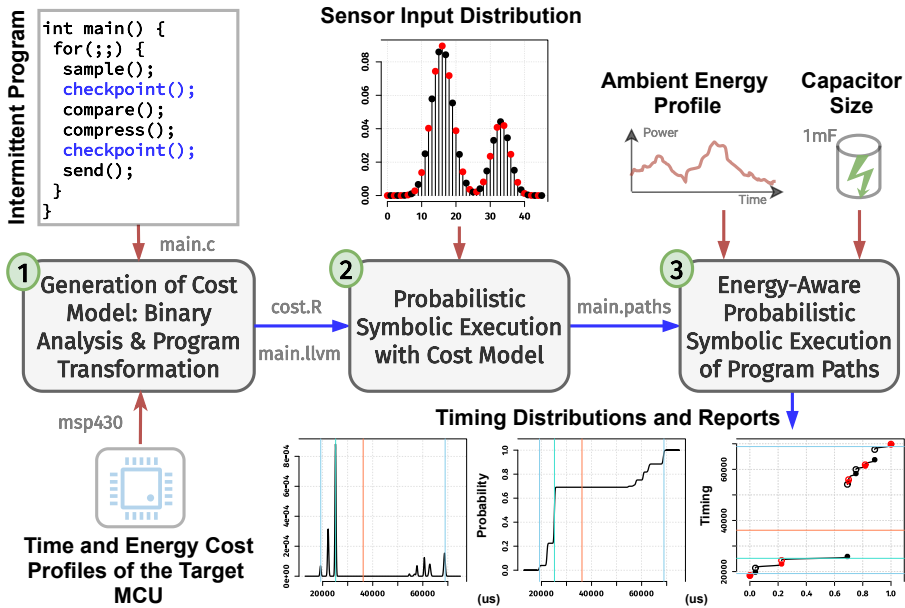 Intermittent Program
int main() {
for(;;) {
sample();
checkpoint();
compare();
compress();
checkpoint();
send();
}
}
Sensor Input Distribution
0.08
0.06
0.04
0.02
0.00
0
10
20
30
40
Ambient Energy
Profile
Power
Time
Capacitor
Size
1mF
main.c
1
Generation of Cost
Model: Binary
Analysis & Program
Transformation
cost.R
main.llvm
2
Probabilistic
Symbolic Execution
with Cost Model
main.paths
3
Energy-Aware
Probabilistic
Symbolic Execution
of Program Paths
msp430
Time and Energy Cost
Profiles of the Target
MCU
Timing Distributions and Reports
8e-04
6e-04
4e-04
2e-04
0e+00
20000
40000
60000
(us)
Probability
1.0
0.8
0.6
0.4
0.2
0.0
20000
40000
60000
(us)
Timing
60000
40000
20000
0.0
0.2
0.4
0.6
0.8
1.0